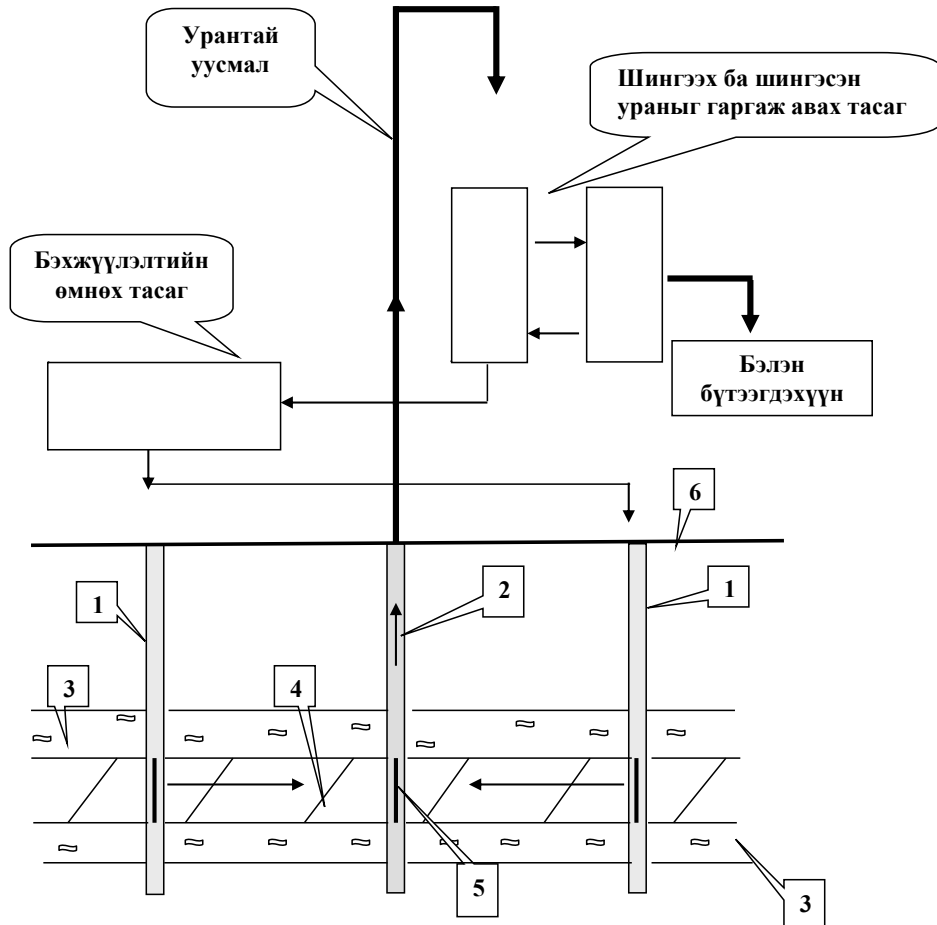 Урантай
уусмал
Шингээх ба шингэсэн
ураныг гаргаж авах тасаг
Бэхжүүлэлтийн
өмнөх тасаг
Бэлэн
бүтээгдэхүүн
6
1
2
1
3
4
5
3